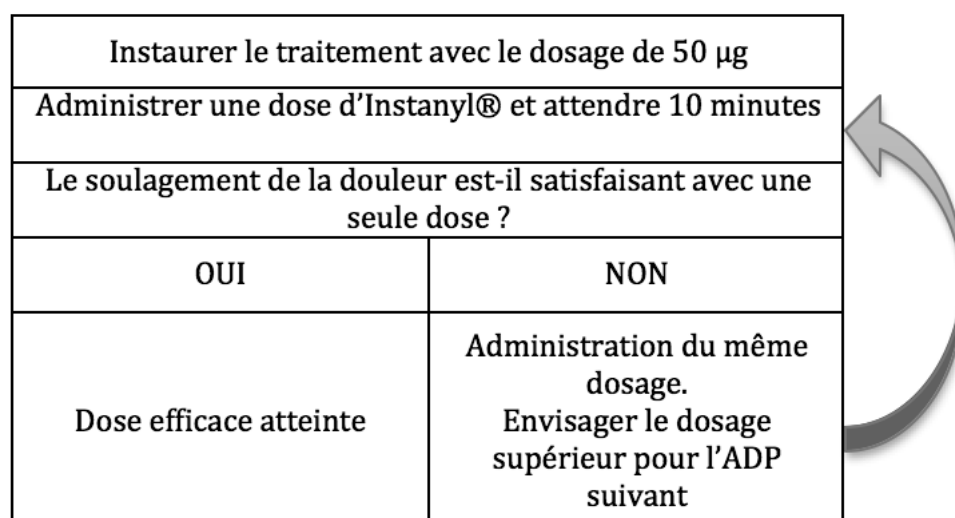 Instaurer le traitement avec le dosage de 50 µg
Administrer une dose d’Instanyl® et attendre 10 minutes
Le soulagement de la douleur est-il satisfaisant avec une
seule dose ?
OUI
NON
Dose efficace atteinte
Administration du même
dosage.
Envisager le dosage
supérieur pour l’ADP
suivant